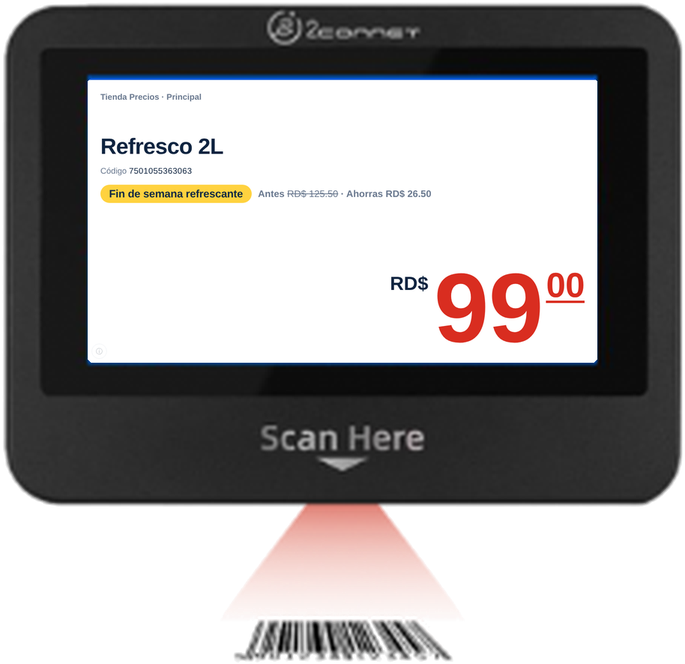 2connet
Tienda Precios · Principal
Refresco 2L
Código 7501055363063
Fin de semana refrescante Antes RD$ 125.50 · Ahorras RD$ 26.50
RD$ 99 00
Scan Here